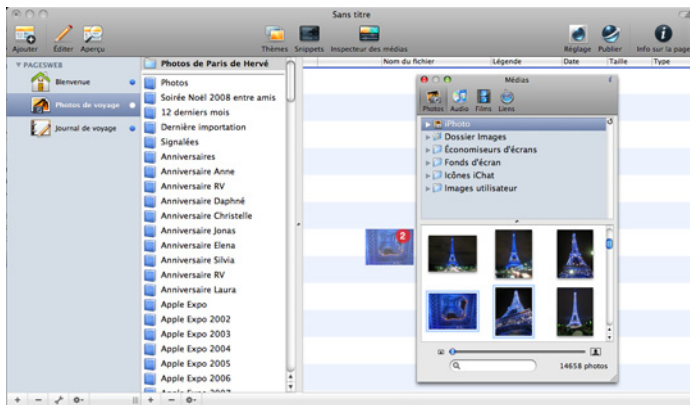 Sans titre
Ajouter Éditer Aperçu Thèmes Snippets Inspecteur des médias Réglage Publier Info sur la page
PAGESWEB
Bienvenue
Photos de voyage
Journal de voyage
Photos de Paris de Hervé
Photos
Soirée Noël 2008 entre amis
12 derniers mois
Dernière importation
Signalées
Anniversaires
Anniversaire Anne
Anniversaire RV
Anniversaire Daphné
Anniversaire Christelle
Anniversaire Jonas
Anniversaire Elena
Anniversaire Silvia
Anniversaire RV
Anniversaire Laura
Apple Expo
Apple Expo 2002
Apple Expo 2003
Apple Expo 2004
Apple Expo 2005
Apple Expo 2006
Nom du fichier Légende Date Taille Type
2
Médias
Photos Audio Films Liens
iPhoto
Dossier Images
Économiseurs d'écrans
Fonds d'écran
Icônes iChat
Images utilisateur
14658 photos